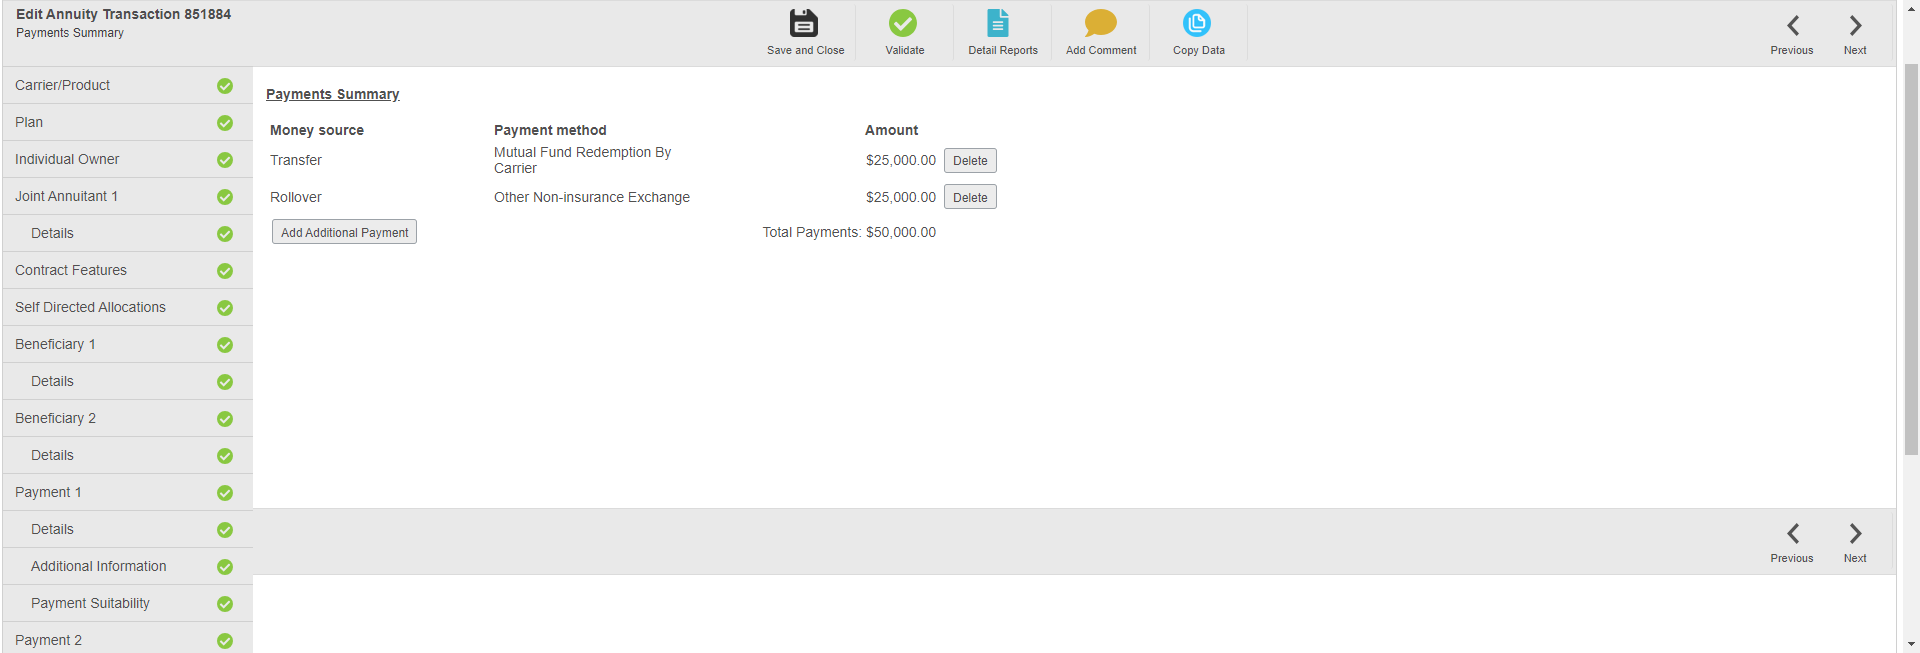 Edit Annuity Transaction 851884
Payments Summary
Save and Close
Validate
Detail Reports
Add Comment
Copy Data
Previous
Next
Carrier/Product
Plan
Individual Owner
Joint Annuitant 1
Details
Contract Features
Self Directed Allocations
Beneficiary 1
Details
Beneficiary 2
Details
Payment 1
Details
Additional Information
Payment Suitability
Payment 2
Payments Summary
Money source Payment method Amount
Transfer Mutual Fund Redemption By
Carrier $25,000.00 Delete
Rollover Other Non-insurance Exchange $25,000.00 Delete
Add Additional Payment Total Payments: $50,000.00
Previous
Next